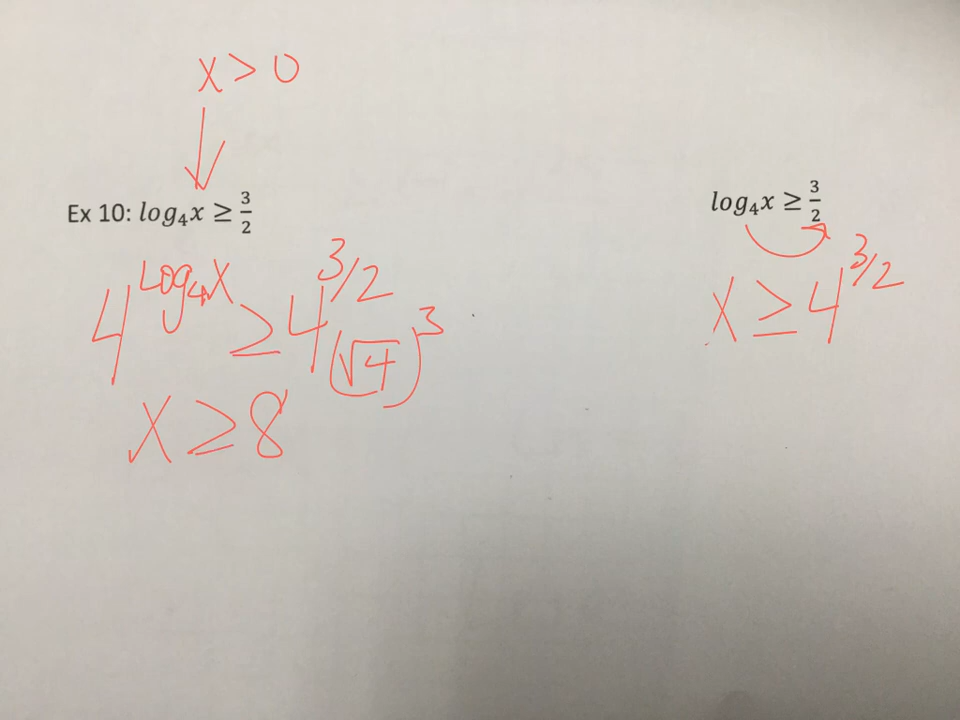 x > 0
Ex 10: log₄x ≥ 3/2
4^(log₄x) ≥ 4^(3/2)
(√4)³
x ≥ 8
log₄x ≥ 3/2
x ≥ 4^(3/2)